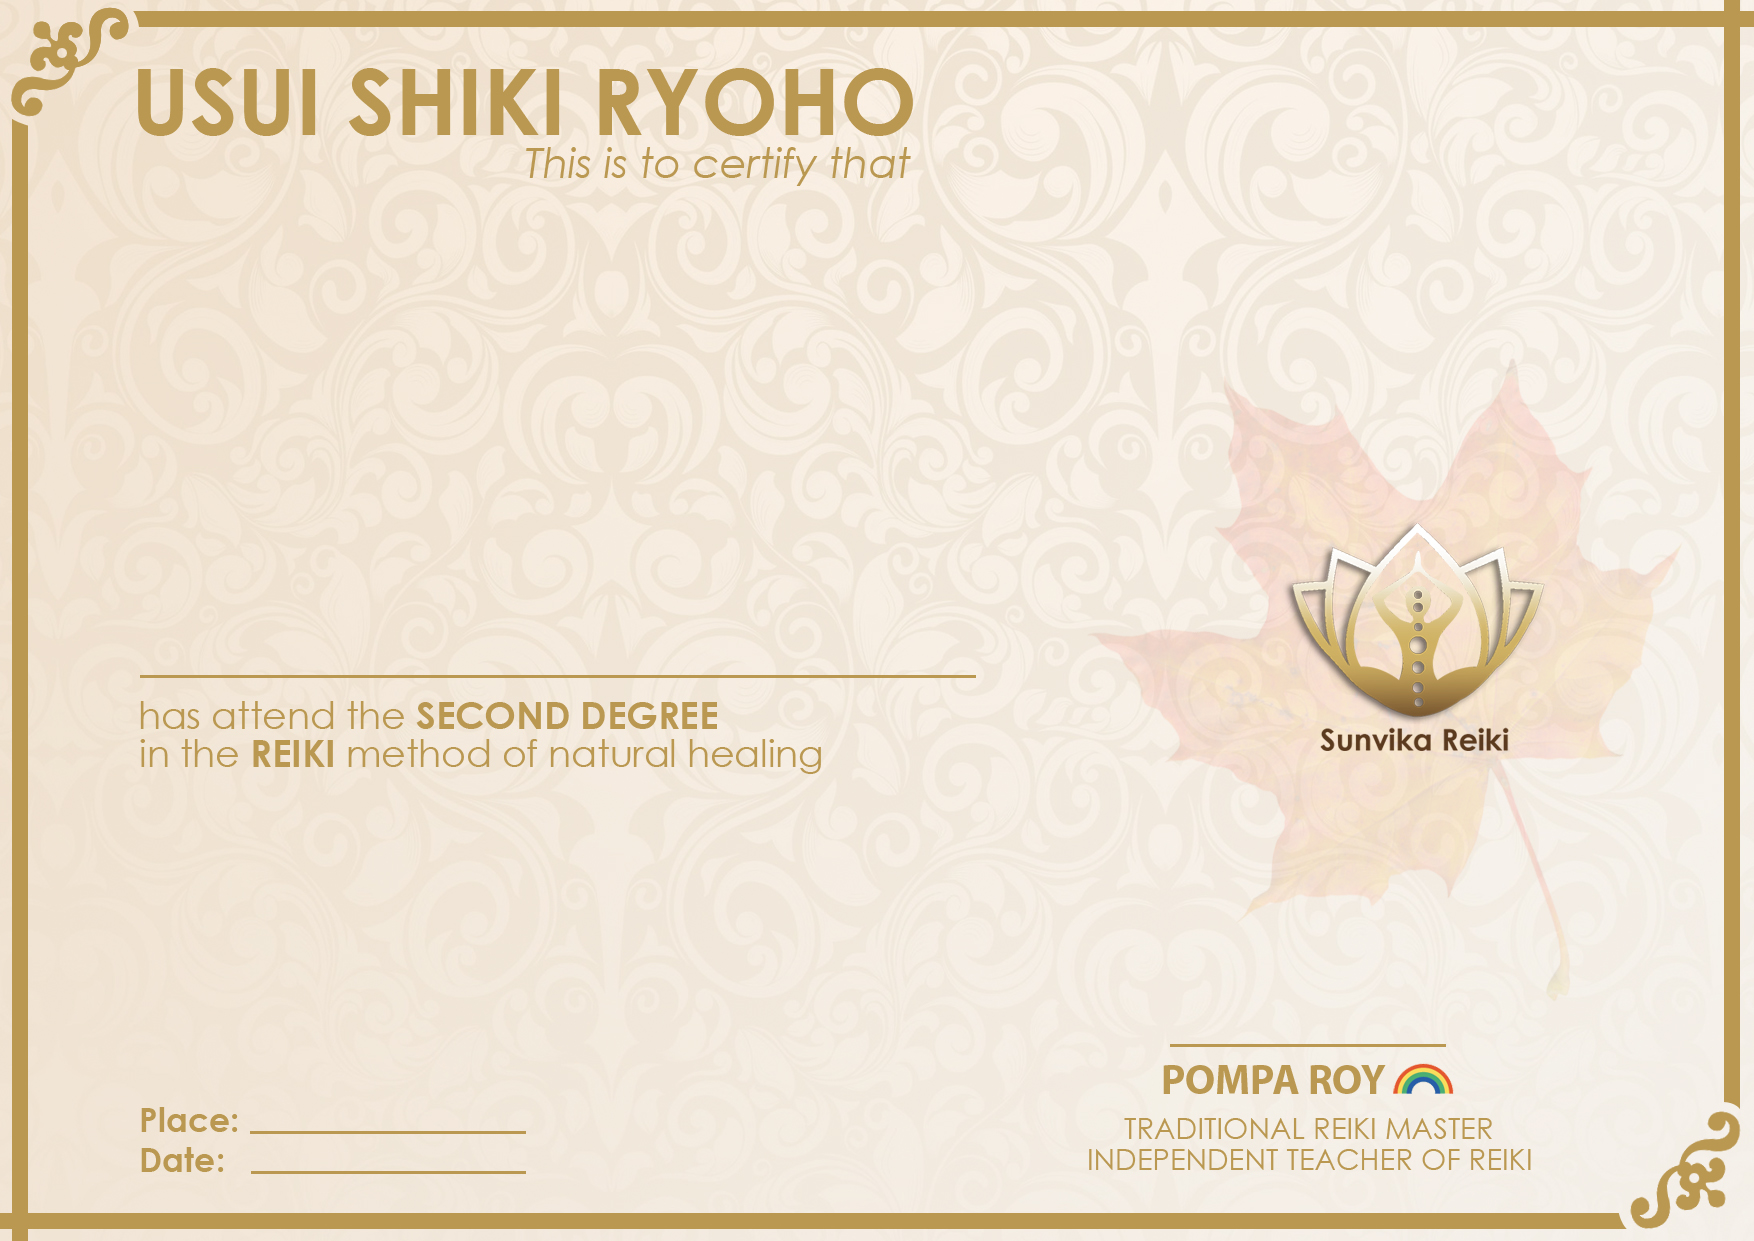 USUI SHIKI RYOHO
This is to certify that
has attend the SECOND DEGREE
in the REIKI method of natural healing
Sunvika Reiki
Place:
Date:
POMPA ROY
TRADITIONAL REIKI MASTER
INDEPENDENT TEACHER OF REIKI